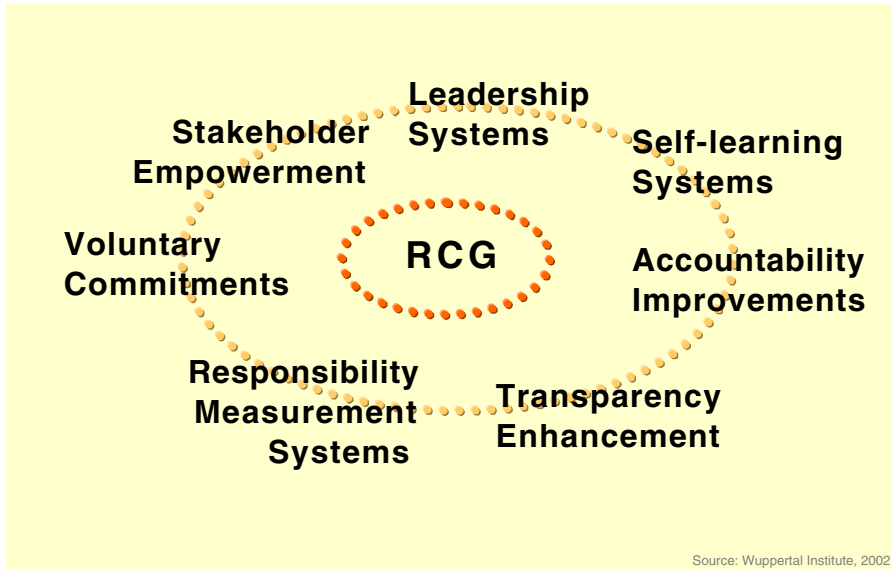 Leadership
Systems
Stakeholder
Empowerment
Self-learning
Systems
Voluntary
Commitments
RCG
Accountability
Improvements
Responsibility
Measurement
Systems
Transparency
Enhancement
Source: Wuppertal Institute, 2002